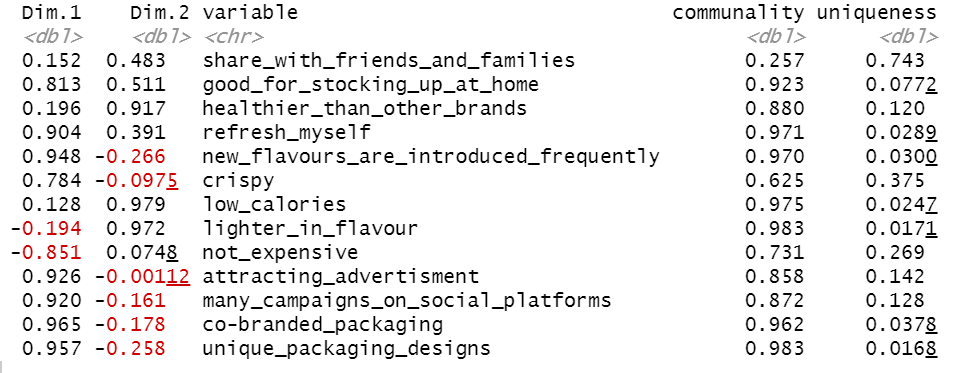 Dim.1 Dim.2 variable communality uniqueness
<dbl> <dbl> <chr> <dbl> <dbl>
0.152 0.483 share_with_friends_and_families 0.257 0.743
0.813 0.511 good_for_stocking_up_at_home 0.923 0.0772
0.196 0.917 healthier_than_other_brands 0.880 0.120
0.904 0.391 refresh_myself 0.971 0.0289
0.948 -0.266 new_flavours_are_introduced_frequently 0.970 0.0300
0.784 -0.0975 crispy 0.625 0.375
0.128 0.979 low_calories 0.975 0.0247
-0.194 0.972 lighter_in_flavour 0.983 0.0171
-0.851 0.0748 not_expensive 0.731 0.269
0.926 -0.00112 attracting_advertisment 0.858 0.142
0.920 -0.161 many_campaigns_on_social_platforms 0.872 0.128
0.965 -0.178 co-branded_packaging 0.962 0.0378
0.957 -0.258 unique_packaging_designs 0.983 0.0168